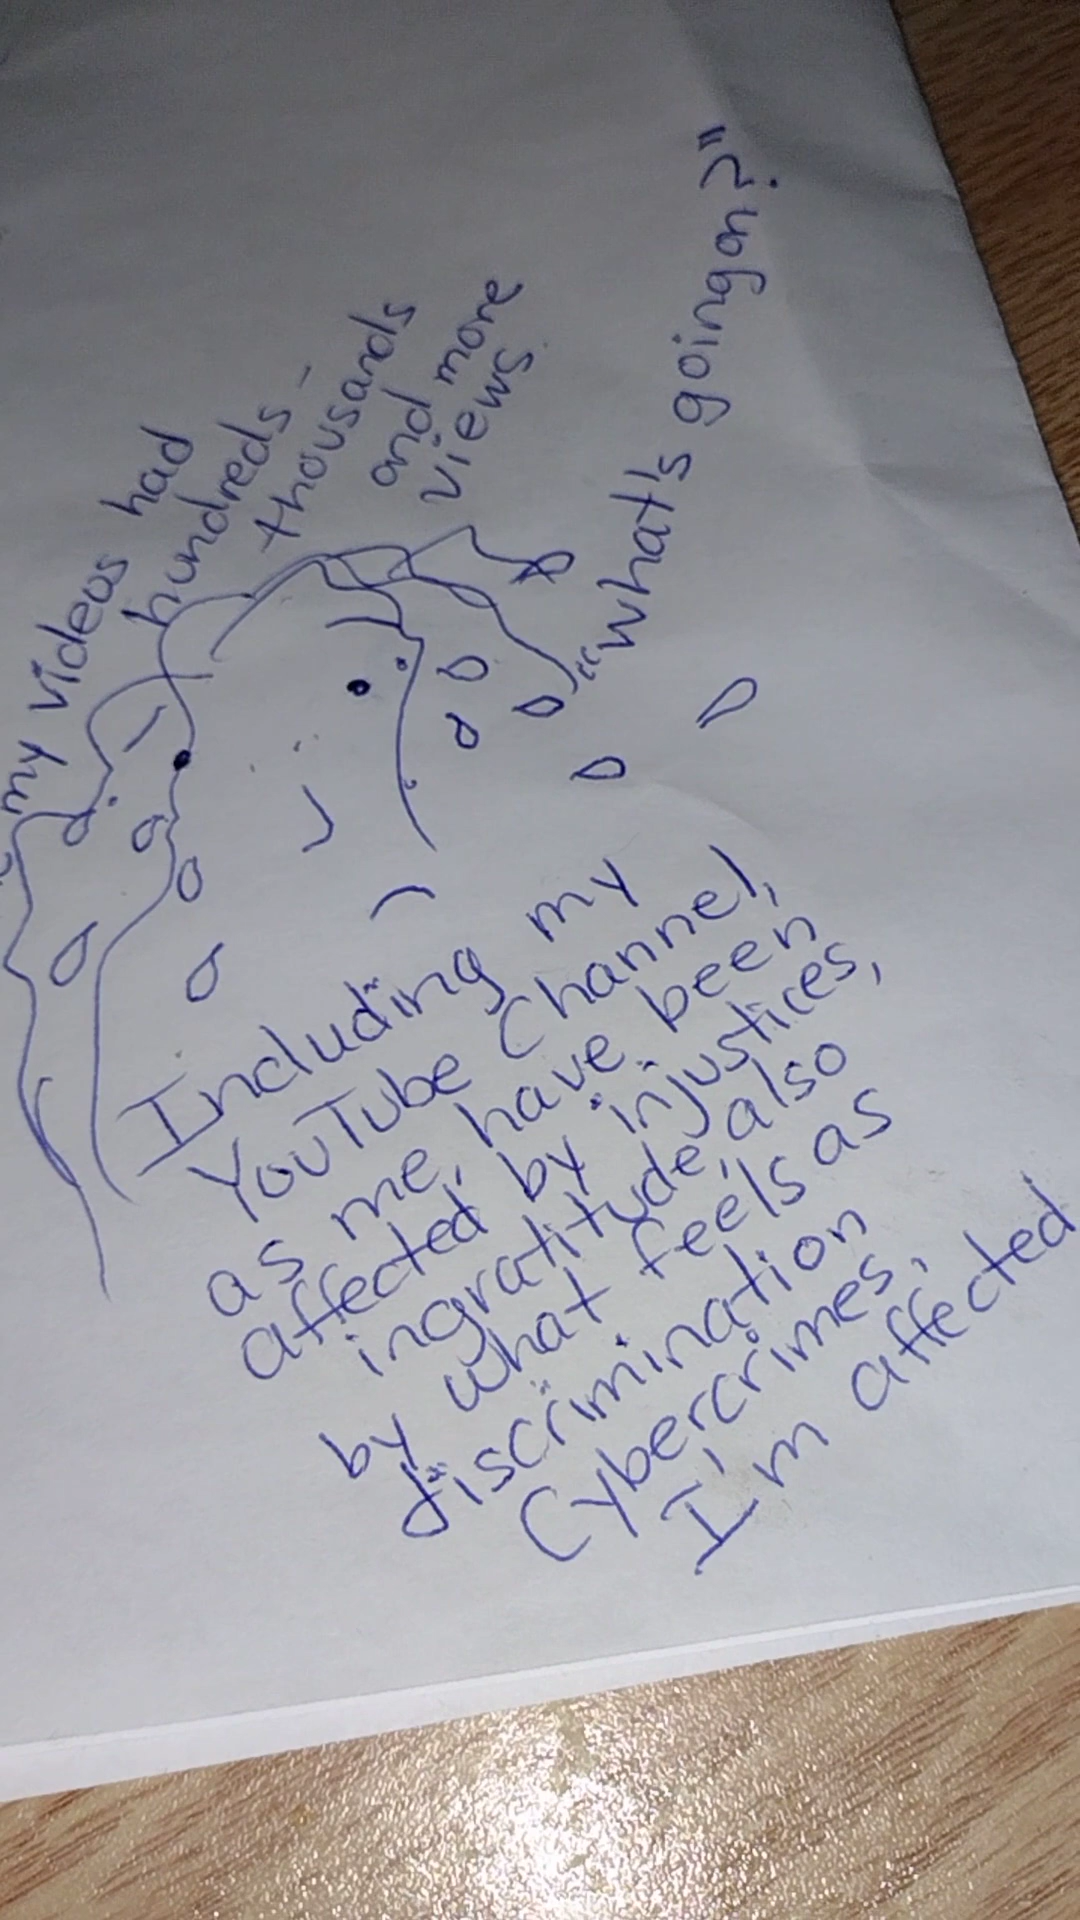 my videos had
hundreds -
thousands
and more
views.
"what's going on?"
Including my
YouTube Channel,
as me, have been
affected by injustices,
ingratitude, also
by what feels as
discrimination
Cybercrimes,
I'm affected